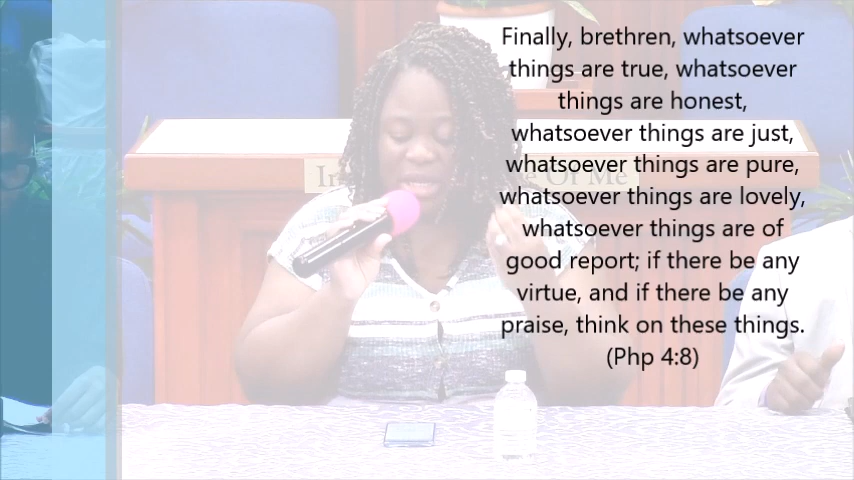 Finally, brethren, whatsoever
things are true, whatsoever
things are honest,
whatsoever things are just,
whatsoever things are pure,
whatsoever things are lovely,
whatsoever things are of
good report; if there be any
virtue, and if there be any
praise, think on these things.
(Php 4:8)
Of Me